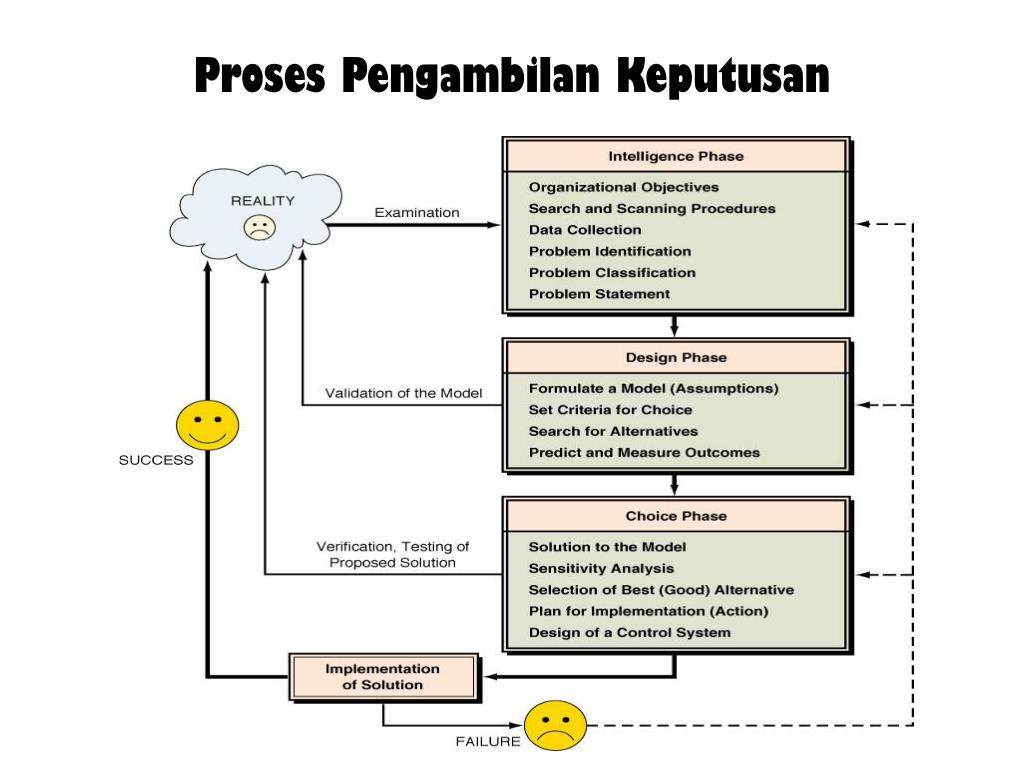 Proses Pengambilan Keputusan
REALITY
Examination
Intelligence Phase
Organizational Objectives
Search and Scanning Procedures
Data Collection
Problem Identification
Problem Classification
Problem Statement
Validation of the Model
Design Phase
Formulate a Model (Assumptions)
Set Criteria for Choice
Search for Alternatives
Predict and Measure Outcomes
SUCCESS
Verification, Testing of
Proposed Solution
Choice Phase
Solution to the Model
Sensitivity Analysis
Selection of Best (Good) Alternative
Plan for Implementation (Action)
Design of a Control System
Implementation
of Solution
FAILURE